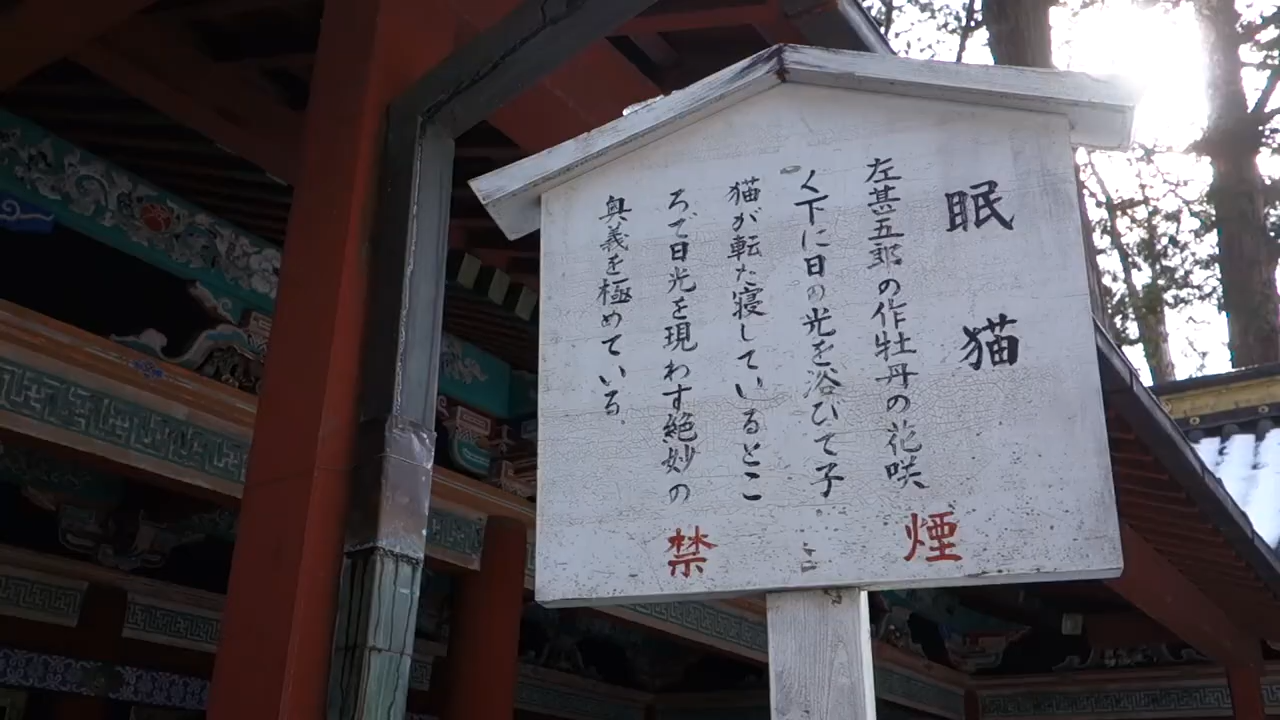 眠猫
左甚五郎の作牡丹の花咲
く下に日の光を浴びて子
猫が転た寝しているとこ
ろで日光を現わす絶妙の
奥義を極めている
禁煙